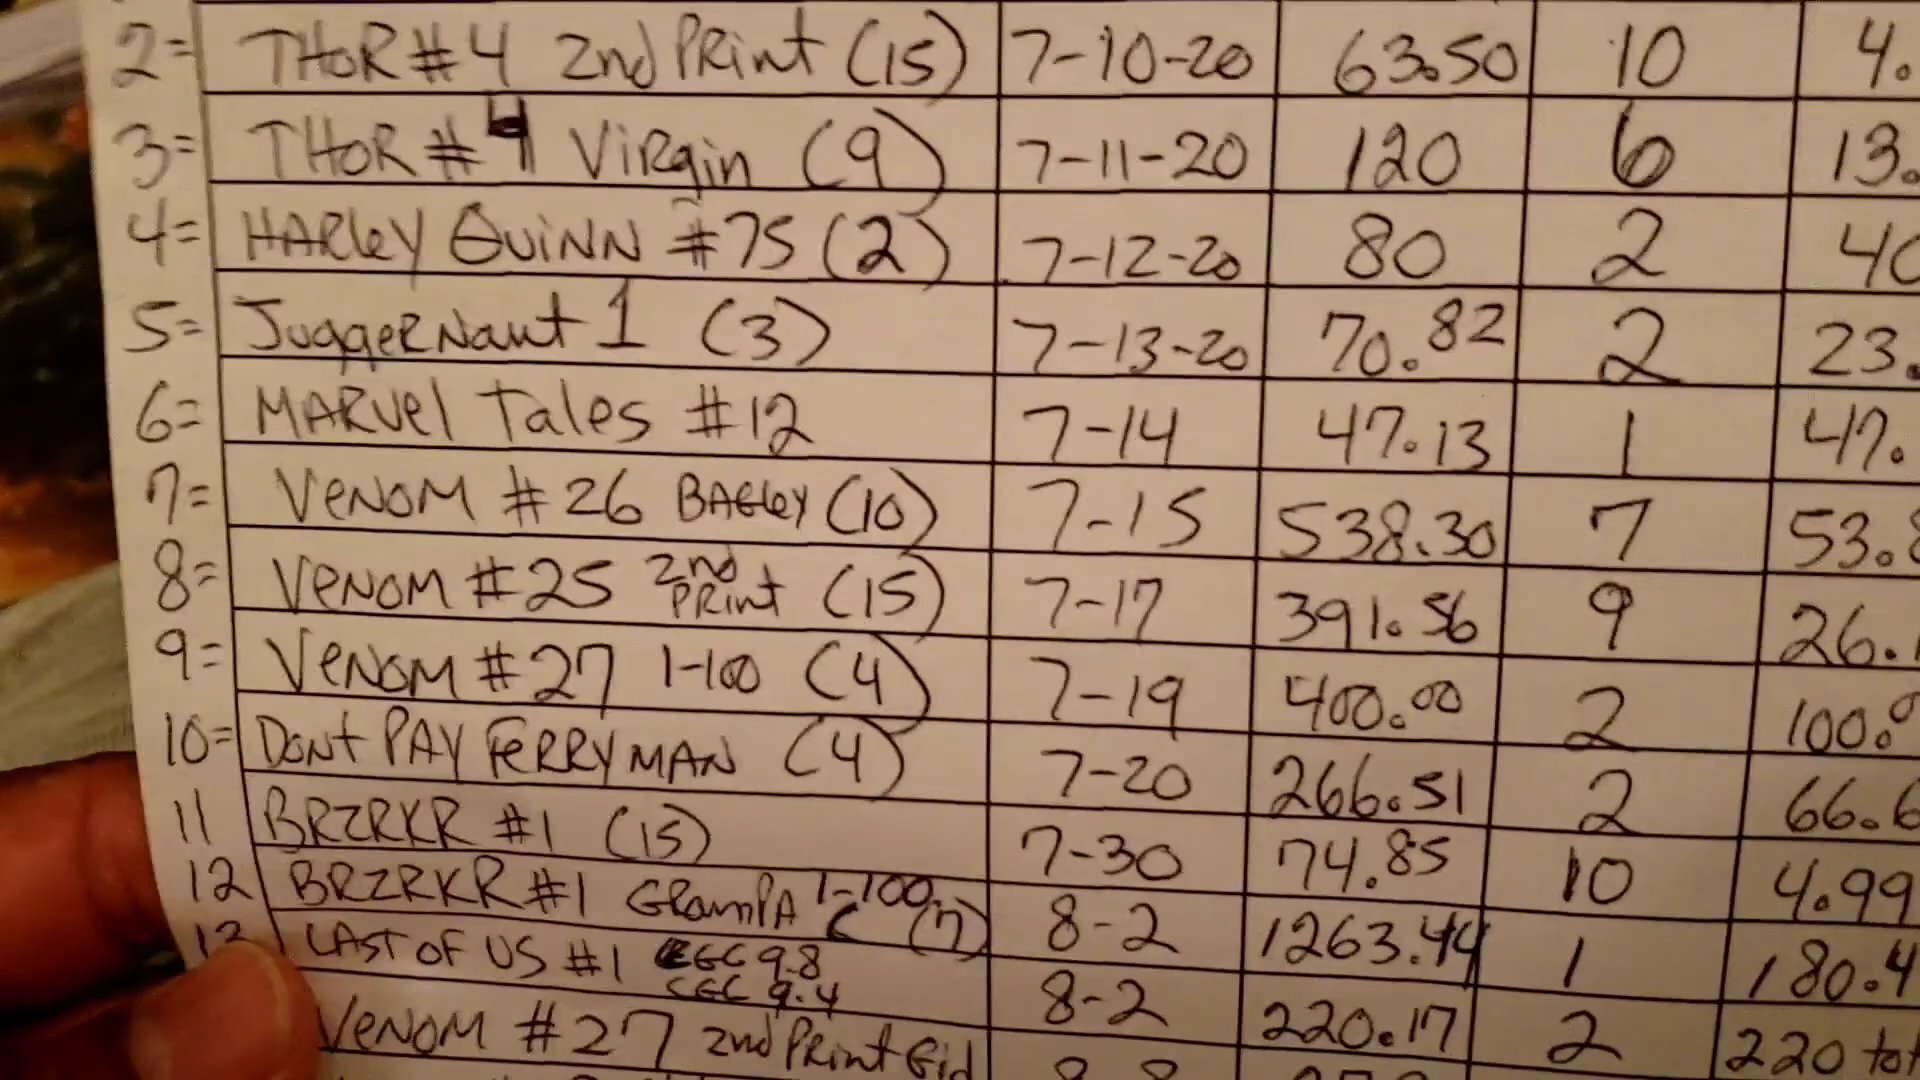 2= THOR #4 2nd PRint (15) 7-10-20 63.50 10 4.
3= THOR #4 Virgin (9) 7-11-20 120 6 13.
4= HARLEY QUINN #75 (2) 7-12-20 80 2 40
5= JuggerNaut 1 (3) 7-13-20 70.82 2 23.
6= MARVel Tales #12 7-14 47.13 1 47.
7= VENOM #26 BAGLEY (10) 7-15 538.30 7 53.8
8= VENOM #25 2nd PRint (15) 7-17 391.56 9 26.1
9= VENOM #27 1-100 (4) 7-19 400.00 2 100.0
10= DONt PAY FERRYMAN (4) 7-20 266.51 2 66.6
11 BRZRKR #1 (15) 7-30 74.85 10 4.99
12 BRZRKR #1 GRamPA 1-100 (7) 8-2 1263.44 1 180.4
13 LAST OF US #1 CGC 9.8 CGC 9.4 8-2 220.17 2 220 tot
VENOM #27 2nd PRint Gid 8-8